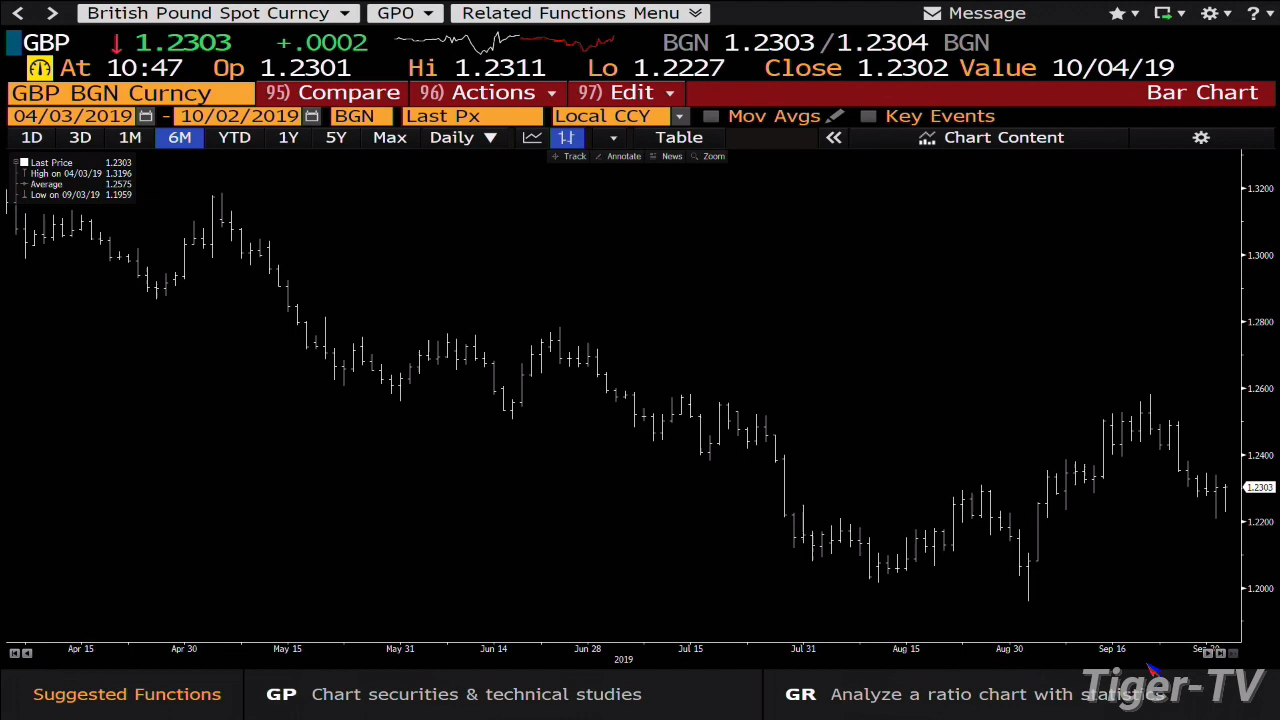 British Pound Spot Curncy GPO Related Functions Menu Message ?
GBP 1.2303 +.0002 BGN 1.2303/1.2304 BGN
At 10:47 Op 1.2301 Hi 1.2311 Lo 1.2227 Close 1.2302 Value 10/04/19
GBP BGN Curncy 95) Compare 96) Actions 97) Edit Bar Chart
04/03/2019 - 10/02/2019 BGN Last Px Local CCY Mov Avgs Key Events
1D 3D 1M 6M YTD 1Y 5Y Max Daily Table Chart Content
Track Annotate News Zoom
Last Price 1.2303
High on 04/03/19 1.3196
Average 1.2575
Low on 09/03/19 1.1959
1.3200
1.3000
1.2800
1.2600
1.2400
1.2303
1.2200
1.2000
Apr 15 Apr 30 May 15 May 31 Jun 14 Jun 28 Jul 15 Jul 31 Aug 15 Aug 30 Sep 16
2019
Suggested Functions GP Chart securities & technical studies GR Analyze a ratio chart with statistics
Tiger-TV